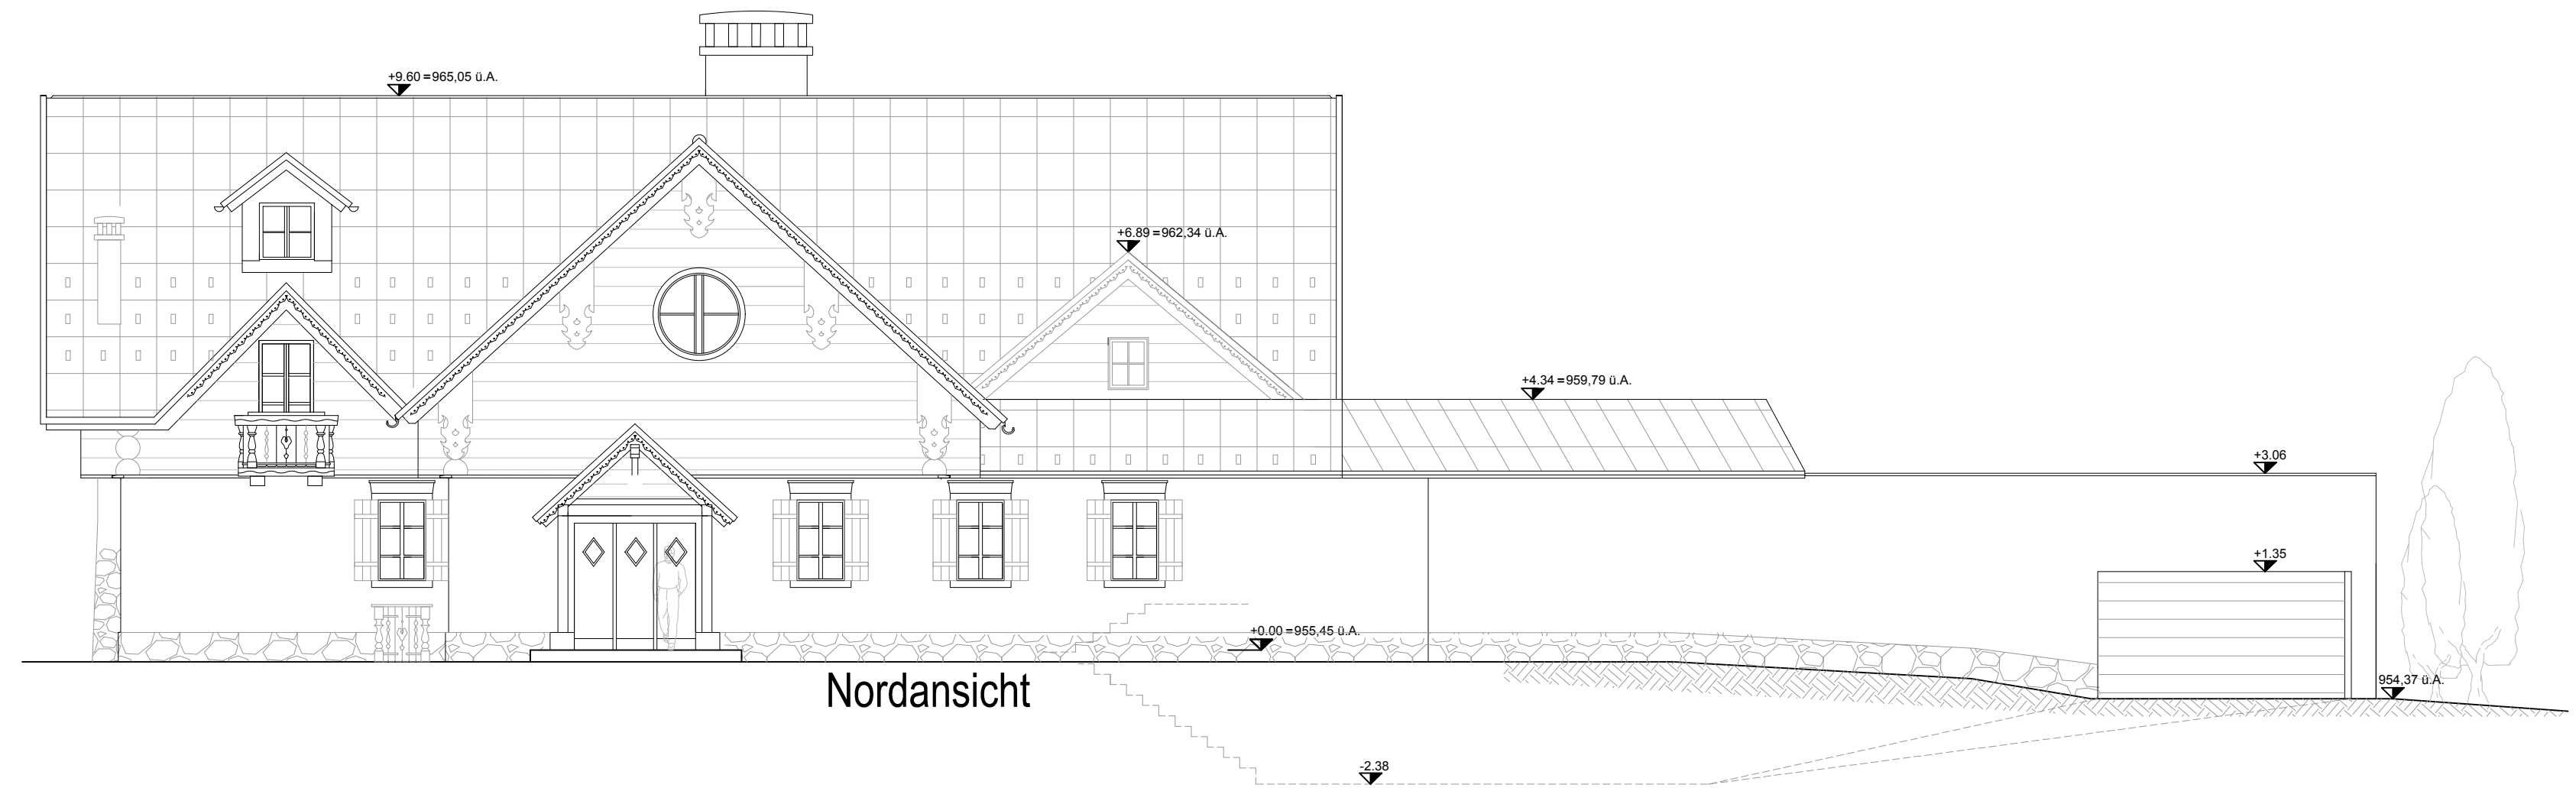 +9.60=965,05 ü.A.
+6.89=962,34 ü.A.
+4.34=959,79 ü.A.
+3.06
+1.35
+0.00=955,45 ü.A.
954,37 ü.A.
Nordansicht
-2.38